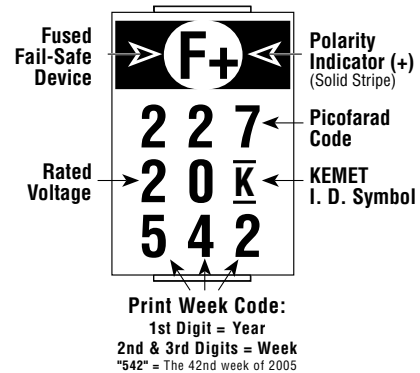 Fused
Fail-Safe
Device
F+
Polarity
Indicator (+)
(Solid Stripe)
2 2 7
Picofarad
Code
Rated
Voltage
2 0 K
KEMET
I. D. Symbol
5 4 2
Print Week Code:
1st Digit = Year
2nd & 3rd Digits = Week
"542" = The 42nd week of 2005